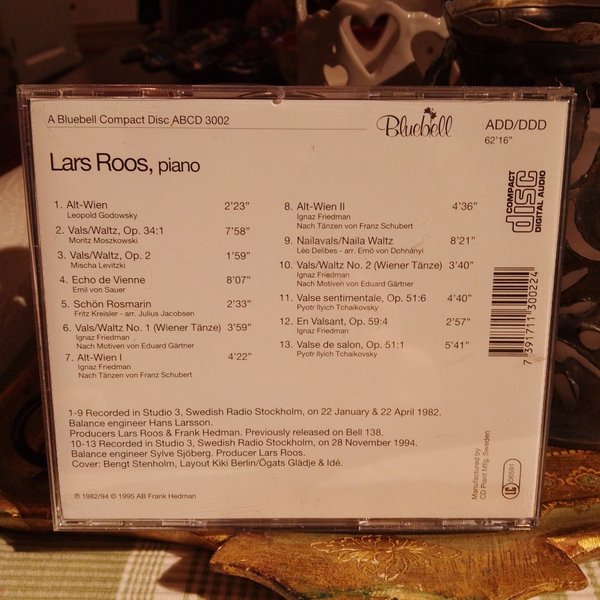 A Bluebell Compact Disc ABCD 3002
Bluebell
ADD/DDD
62'16"
Lars Roos, piano
COMPACT
disc
DIGITAL AUDIO
1. Alt-Wien 2'23"
Leopold Godowsky
2. Vals/Waltz, Op. 34:1 7'58"
Moritz Moszkowski
3. Vals/Waltz, Op. 2 1'59"
Mischa Levitzki
4. Echo de Vienne 8'07"
Emil von Sauer
5. Schön Rosmarin 2'33"
Fritz Kreisler - arr. Julius Jacobsen
6. Vals/Waltz No. 1 (Wiener Tänze) 3'59"
Ignaz Friedman
Nach Motiven von Eduard Gärtner
7. Alt-Wien I 4'22"
Ignaz Friedman
Nach Tänzen von Franz Schubert
8. Alt-Wien II 4'36"
Ignaz Friedman
Nach Tänzen von Franz Schubert
9. Nailavals/Naila Waltz 8'21"
Léo Delibes - arr. Ernö von Dohnányi
10. Vals/Waltz No. 2 (Wiener Tänze) 3'40"
Ignaz Friedman
Nach Motiven von Eduard Gärtner
11. Valse sentimentale, Op. 51:6 4'40"
Pyotr Ilyich Tchaikovsky
12. En Valsant, Op. 59:4 2'57"
Ignaz Friedman
13. Valse de salon, Op. 51:1 5'41"
Pyotr Ilyich Tchaikovsky
7 391711 300224
1-9 Recorded in Studio 3, Swedish Radio Stockholm, on 22 January & 22 April 1982.
Balance engineer Hans Larsson.
Producers Lars Roos & Frank Hedman. Previously released on Bell 138.
10-13 Recorded in Studio 3, Swedish Radio Stockholm, on 28 November 1994.
Balance engineer Sylve Sjöberg. Producer Lars Roos.
Cover: Bengt Stenholm, Layout Kiki Berlin/Ögats Glädje & Idé.
℗ 1982/94 © 1995 AB Frank Hedman
Manufactured by
CD Plant Mfg, Sweden
LC 05591